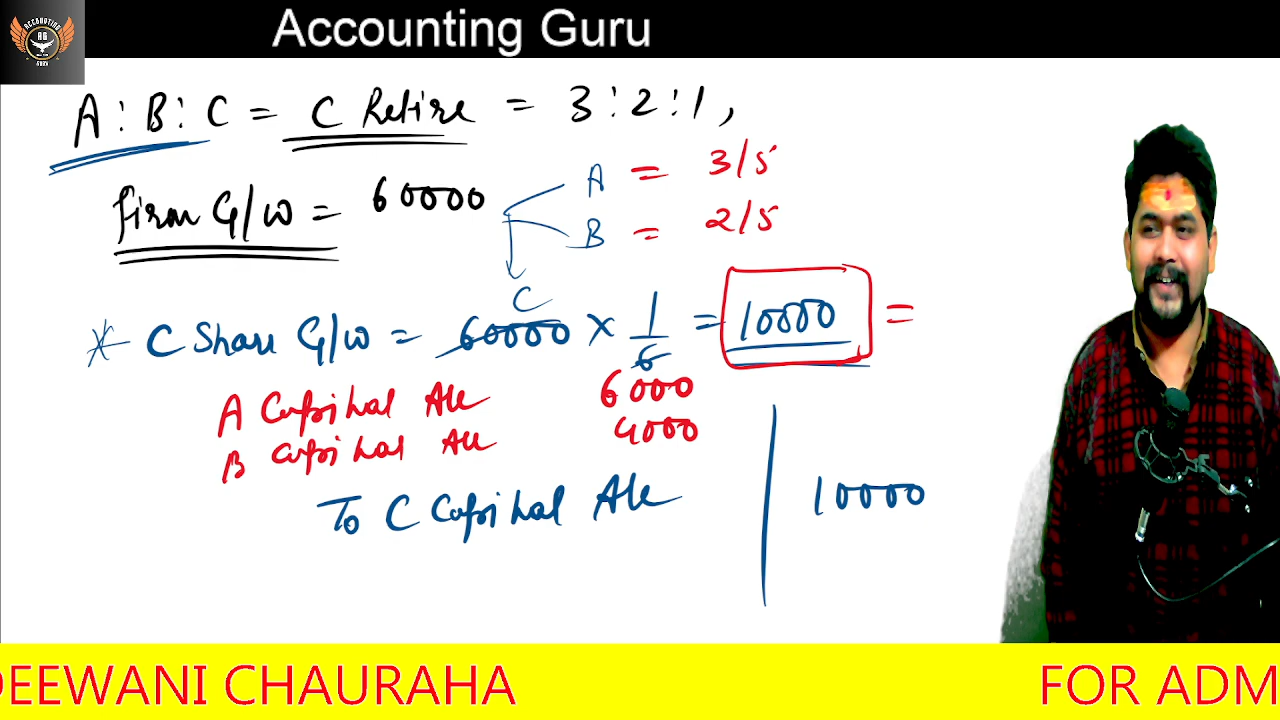 Accounting Guru
A : B : C = C Retire = 3 : 2 : 1 ,
Firm G/w = 60000
A = 3/5
B = 2/5
C
* C Share G/w = 60000 × 1/6 = 10000 =
A Capital A/c 6000
B Capital A/c 4000
To C Capital A/c 10000
DEEWANI CHAURAHA FOR ADM